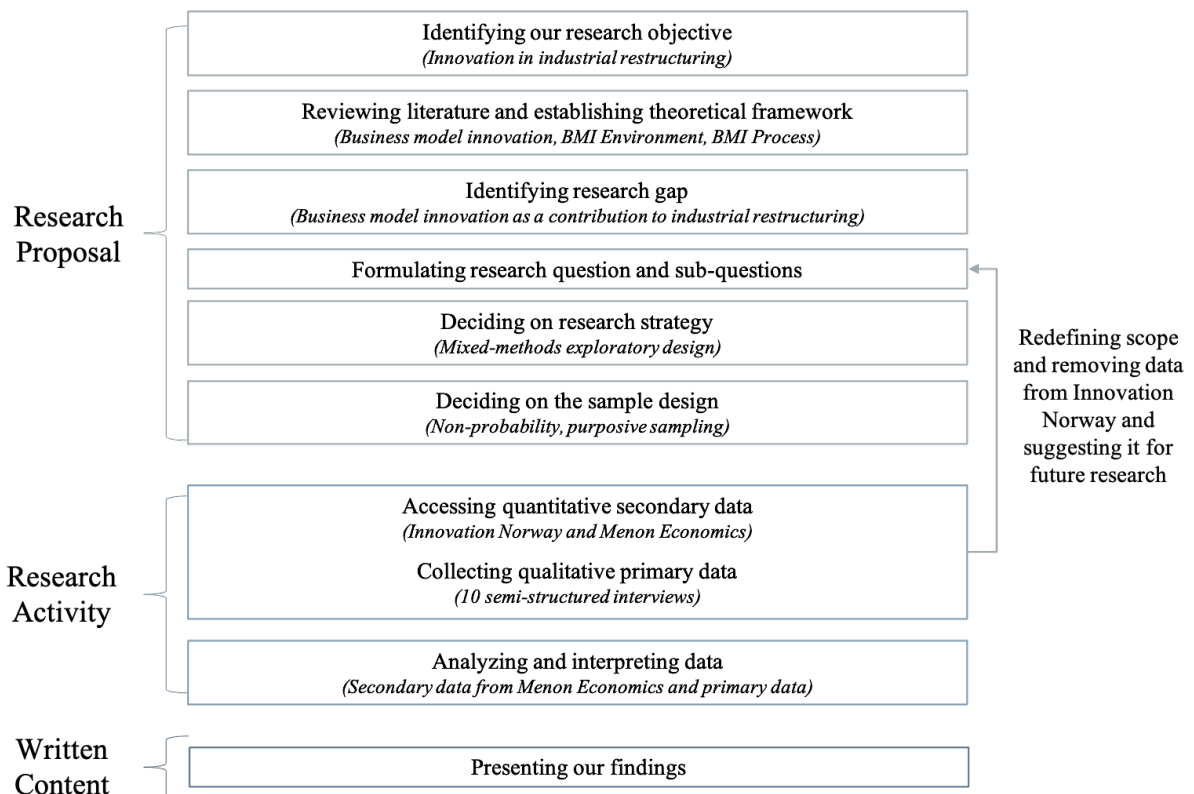 Identifying our research objective
(Innovation in industrial restructuring)
Reviewing literature and establishing theoretical framework
(Business model innovation, BMI Environment, BMI Process)
Research
Proposal
Identifying research gap
(Business model innovation as a contribution to industrial restructuring)
Formulating research question and sub-questions
Deciding on research strategy
(Mixed-methods exploratory design)
Deciding on the sample design
(Non-probability, purposive sampling)
Redefining scope
and removing data
from Innovation
Norway and
suggesting it for
future research
Research
Activity
Accessing quantitative secondary data
(Innovation Norway and Menon Economics)
Collecting qualitative primary data
(10 semi-structured interviews)
Analyzing and interpreting data
(Secondary data from Menon Economics and primary data)
Written
Content
Presenting our findings